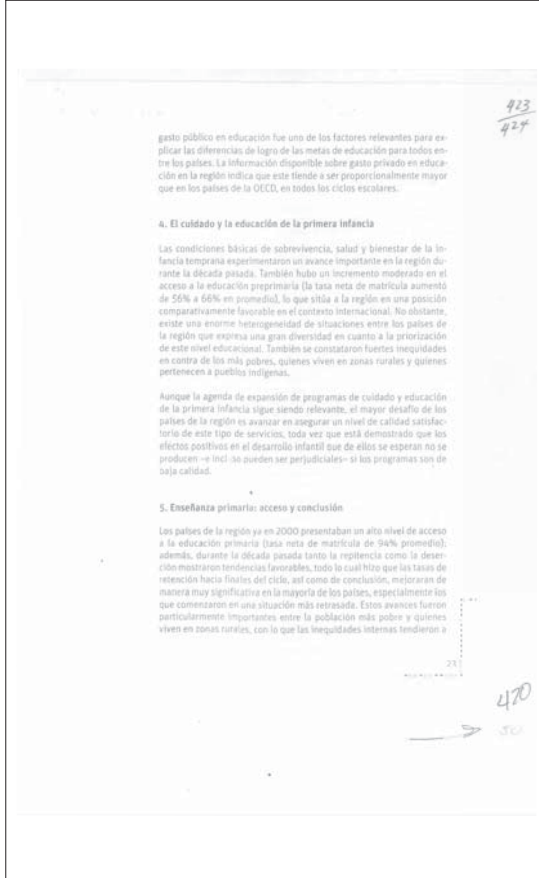 423
424
gasto público en educación fue uno de los factores relevantes para ex-
plicar las diferencias de logro de las metas de educación para todos en-
tre los países. La información disponible sobre gasto privado en educa-
ción en la región indica que este tiende a ser proporcionalmente mayor
que en los países de la OECD, en todos los ciclos escolares.
4. El cuidado y la educación de la primera infancia
Las condiciones básicas de sobrevivencia, salud y bienestar de la in-
fancia temprana experimentaron un avance importante en la región du-
rante la década pasada. También hubo un incremento moderado en el
acceso a la educación preprimaria (la tasa neta de matrícula aumentó
de 56% a 66% en promedio), lo que sitúa a la región en una posición
comparativamente favorable en el contexto internacional. No obstante,
existe una enorme heterogeneidad de situaciones entre los países de
la región que expresa una gran diversidad en cuanto a la priorización
de este nivel educacional. También se constataron fuertes inequidades
en contra de los más pobres, quienes viven en zonas rurales y quienes
pertenecen a pueblos indígenas.
Aunque la agenda de expansión de programas de cuidado y educación
de la primera infancia sigue siendo relevante, el mayor desafío de los
países de la región es avanzar en asegurar un nivel de calidad satisfac-
torio de este tipo de servicios, toda vez que está demostrado que los
efectos positivos en el desarrollo infantil que de ellos se esperan no se
producen –e incl so pueden ser perjudiciales– si los programas son de
baja calidad.
5. Enseñanza primaria: acceso y conclusión
Los países de la región ya en 2000 presentaban un alto nivel de acceso
a la educación primaria (tasa neta de matrícula de 94% promedio);
además, durante la década pasada tanto la repitencia como la deser-
ción mostraron tendencias favorables, todo lo cual hizo que las tasas de
retención hacia finales del ciclo, así como de conclusión, mejoraran de
manera muy significativa en la mayoría de los países, especialmente los
que comenzaron en una situación más retrasada. Estos avances fueron
particularmente importantes entre la población más pobre y quienes
viven en zonas rurales, con lo que las inequidades internas tendieron a
23
470